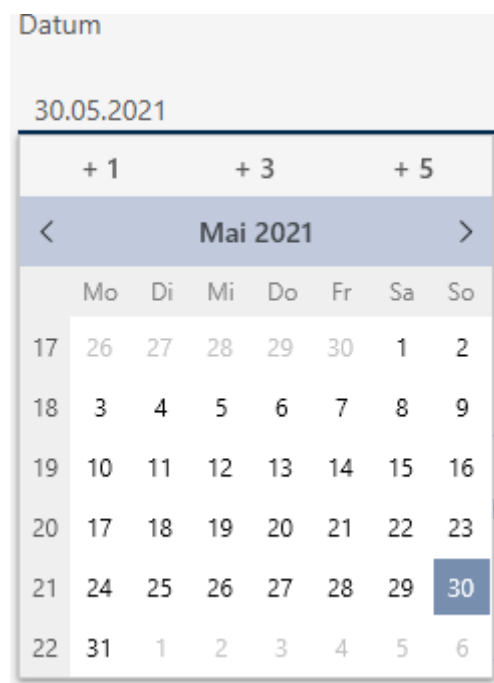 Datum
30.05.2021
+ 1 + 3 + 5
< Mai 2021 >
Mo Di Mi Do Fr Sa So
17 26 27 28 29 30 1 2
18 3 4 5 6 7 8 9
19 10 11 12 13 14 15 16
20 17 18 19 20 21 22 23
21 24 25 26 27 28 29 30
22 31 1 2 3 4 5 6